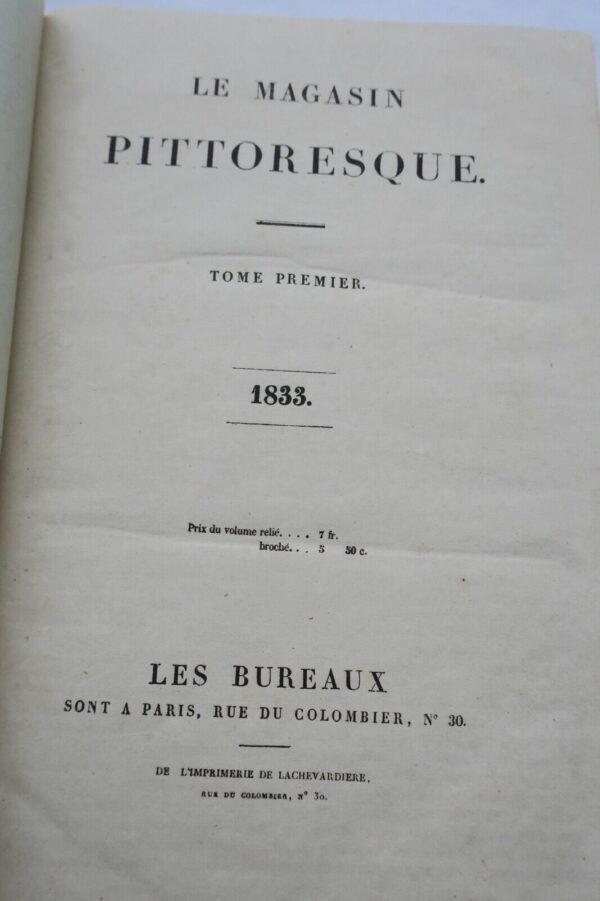 LE MAGASIN
PITTORESQUE.
TOME PREMIER.
1833.
Prix du volume relié. . . . 7 fr.
broché. . . 5 50 c.
LES BUREAUX
SONT A PARIS, RUE DU COLOMBIER, N° 30.
DE L'IMPRIMERIE DE LACHEVARDIERE,
RUE DU COLOMBIER, N° 30.